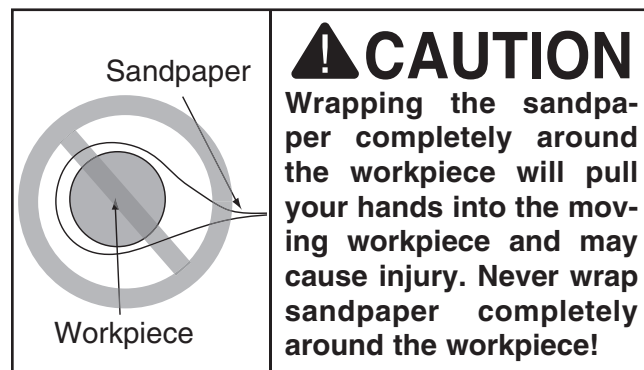 Sandpaper
Workpiece
CAUTION
Wrapping the sandpa-
per completely around
the workpiece will pull
your hands into the mov-
ing workpiece and may
cause injury. Never wrap
sandpaper completely
around the workpiece!